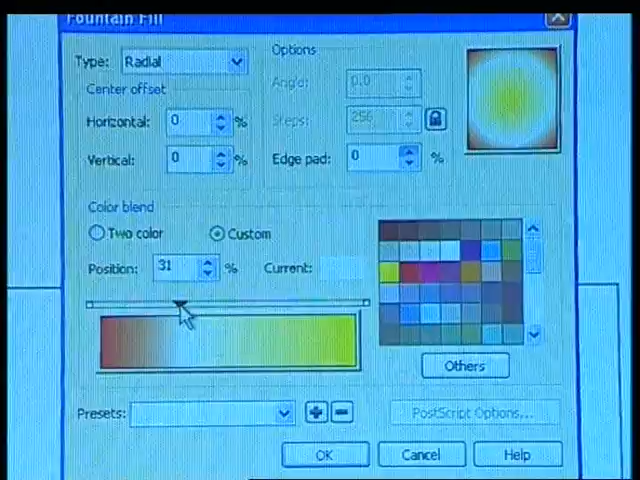 Fountain Fill
Type: Radial
Options
Center offset
Angle: 0.0
Horizontal: 0 %
Steps: 256
Vertical: 0 %
Edge pad: 0 %
Color blend
Two color
Custom
Position: 31 %
Current:
Others
Presets:
PostScript Options...
OK
Cancel
Help